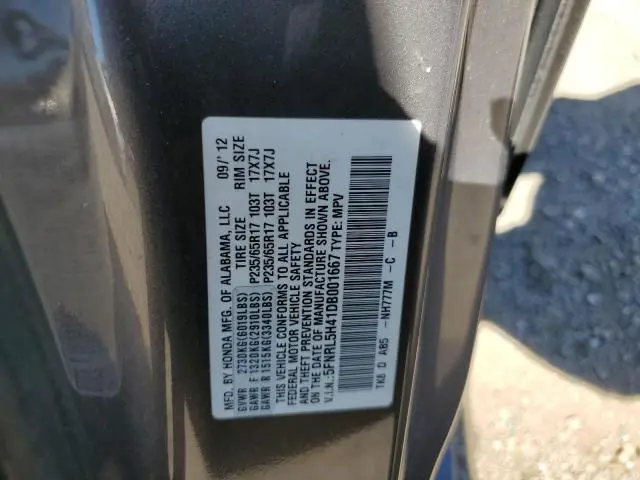 MFD. BY HONDA MFG. OF ALABAMA, LLC 09/'12
TIRE SIZE RIM SIZE
GVWR 2730KG(6019LBS)
GAWR F 1320KG(2910LBS) P235/65R17 103T 17X7J
GAWR R 1515KG(3340LBS) P235/65R17 103T 17X7J
THIS VEHICLE CONFORMS TO ALL APPLICABLE
FEDERAL MOTOR VEHICLE SAFETY
AND THEFT PREVENTION STANDARDS IN EFFECT
ON THE DATE OF MANUFACTURE SHOWN ABOVE.
V.I.N.:5FNRL5H41DB001667 TYPE: MPV
TK8 D AB5 -NH777M -C -B